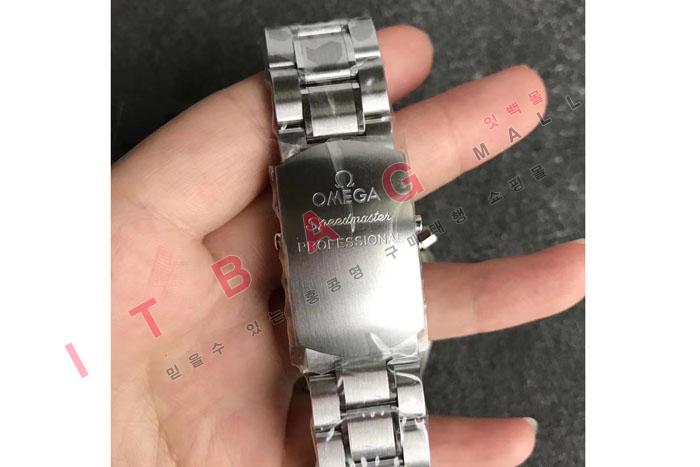 Ω
OMEGA
Speedmaster
PROFESSIONAL
ITBAG
잇백몰
MALL
믿을수 있는 홍콩명 구매대행 쇼핑몰